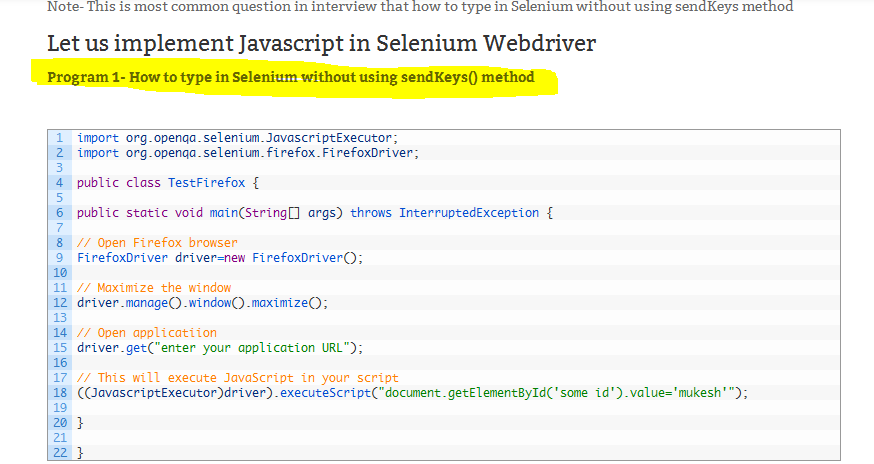 Note- This is most common question in interview that how to type in Selenium without using sendKeys method
Let us implement Javascript in Selenium Webdriver
Program 1- How to type in Selenium without using sendKeys() method
1 import org.openqa.selenium.JavascriptExecutor;
2 import org.openqa.selenium.firefox.FirefoxDriver;
3
4 public class TestFirefox {
5
6 public static void main(String[] args) throws InterruptedException {
7
8 // Open Firefox browser
9 FirefoxDriver driver=new FirefoxDriver();
10
11 // Maximize the window
12 driver.manage().window().maximize();
13
14 // Open applicatiion
15 driver.get("enter your application URL");
16
17 // This will execute JavaScript in your script
18 ((JavascriptExecutor)driver).executeScript("document.getElementById('some id').value='mukesh'");
19
20 }
21
22 }